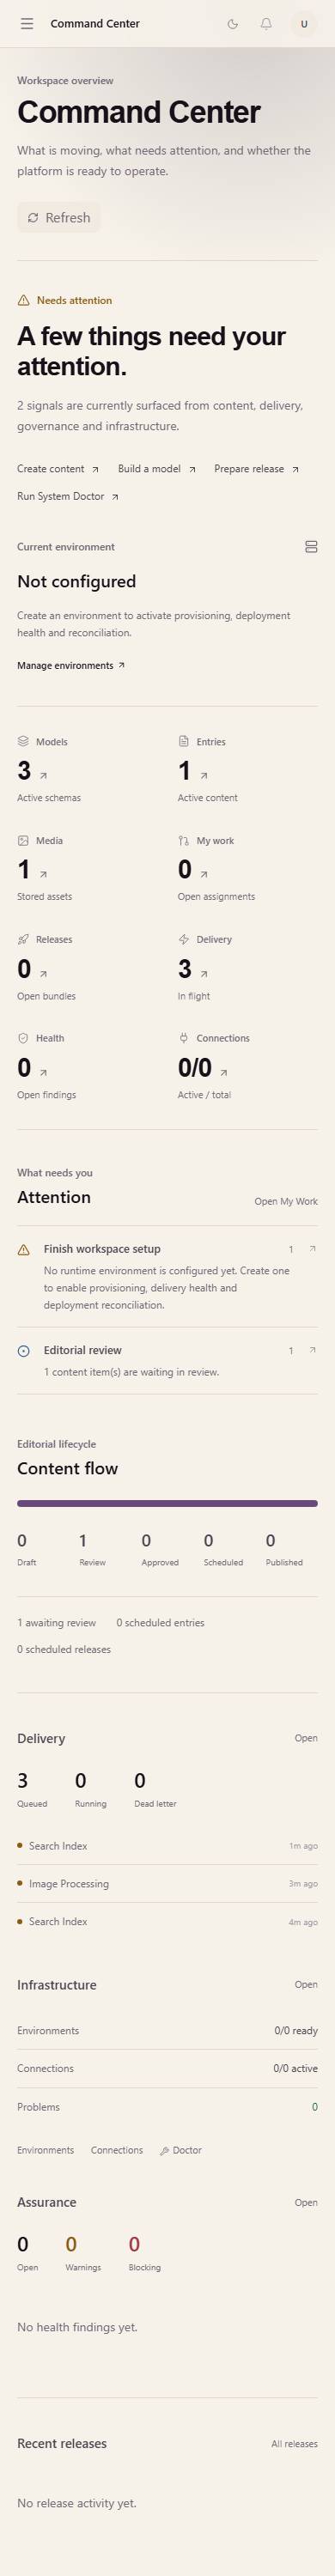 Command Center
U
Workspace overview
Command Center
What is moving, what needs attention, and whether the
platform is ready to operate.
Refresh
Needs attention
A few things need your
attention.
2 signals are currently surfaced from content, delivery,
governance and infrastructure.
Create content Build a model Prepare release
Run System Doctor
Current environment
Not configured
Create an environment to activate provisioning, deployment
health and reconciliation.
Manage environments
Models Entries
3 1
Active schemas Active content
Media My work
1 0
Stored assets Open assignments
Releases Delivery
0 3
Open bundles In flight
Health Connections
0 0/0
Open findings Active / total
What needs you
Attention Open My Work
Finish workspace setup 1
No runtime environment is configured yet. Create one
to enable provisioning, delivery health and
deployment reconciliation.
Editorial review 1
1 content item(s) are waiting in review.
Editorial lifecycle
Content flow
0 1 0 0 0
Draft Review Approved Scheduled Published
1 awaiting review 0 scheduled entries
0 scheduled releases
Delivery Open
3 0 0
Queued Running Dead letter
Search Index 1m ago
Image Processing 3m ago
Search Index 4m ago
Infrastructure Open
Environments 0/0 ready
Connections 0/0 active
Problems 0
Environments Connections Doctor
Assurance Open
0 0 0
Open Warnings Blocking
No health findings yet.
Recent releases All releases
No release activity yet.